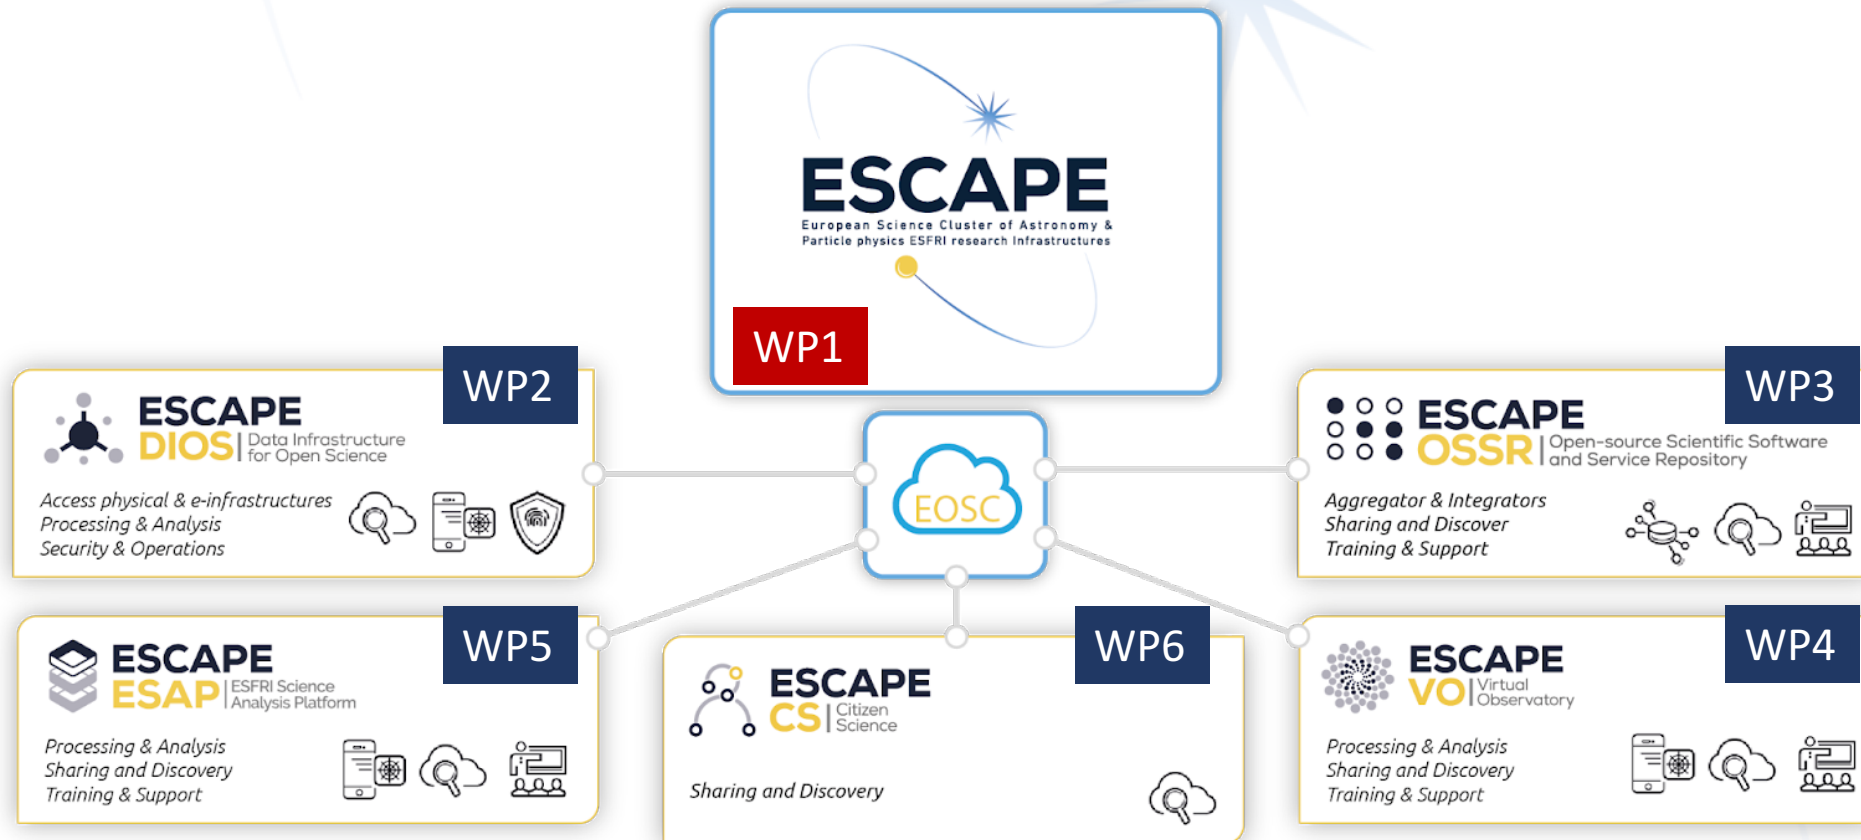 ESCAPE
European Science Cluster of Astronomy &
Particle physics ESFRI research Infrastructures
WP1
WP2
ESCAPE
DIOS
Data Infrastructure
for Open Science
Access physical & e-infrastructures
Processing & Analysis
Security & Operations
EOSC
WP3
ESCAPE
OSSR
Open-source Scientific Software
and Service Repository
Aggregator & Integrators
Sharing and Discover
Training & Support
WP5
ESCAPE
ESAP
ESFRI Science
Analysis Platform
Processing & Analysis
Sharing and Discovery
Training & Support
WP6
ESCAPE
CS
Citizen
Science
Sharing and Discovery
WP4
ESCAPE
VO
Virtual
Observatory
Processing & Analysis
Sharing and Discovery
Training & Support